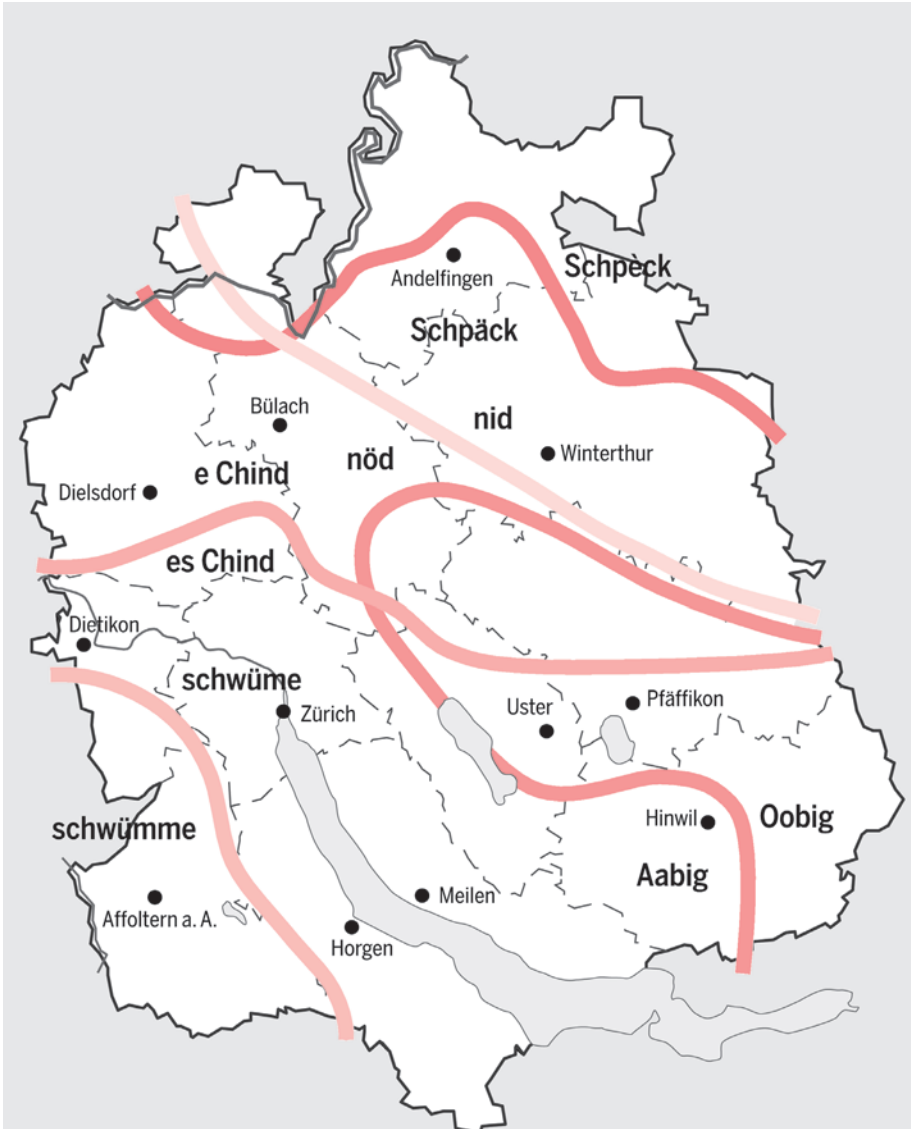 Andelfingen
Schpèck
Schpäck
Bülach
nid
nöd
Winterthur
e Chind
Dielsdorf
es Chind
Dietikon
schwüme
Zürich
Uster
Pfäffikon
schwümme
Hinwil
Oobig
Aabig
Affoltern a. A.
Meilen
Horgen